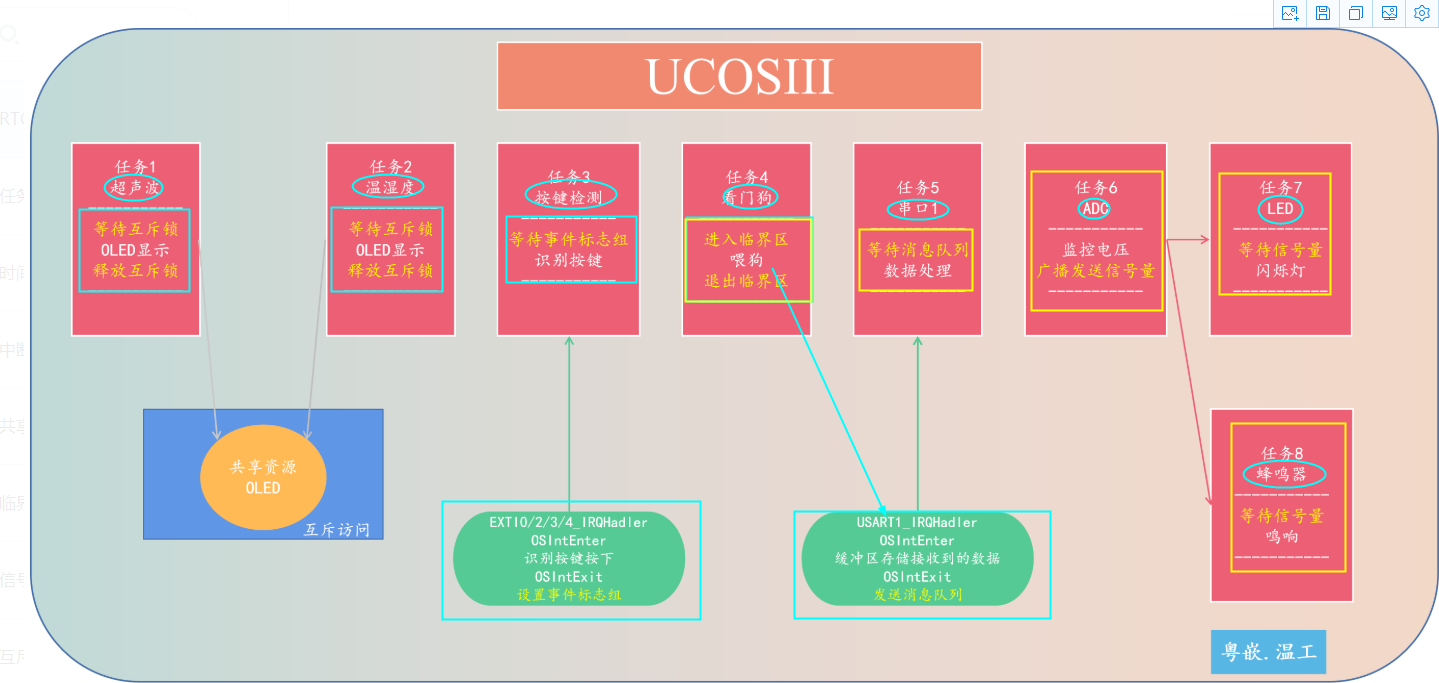 UCOSIII
任务1
超声波
等待互斥锁
OLED显示
释放互斥锁
任务2
温湿度
等待互斥锁
OLED显示
释放互斥锁
任务3
按键检测
等待事件标志组
识别按键
任务4
看门狗
进入临界区
喂狗
退出临界区
任务5
串口1
等待消息队列
数据处理
任务6
ADC
监控电压
广播发送信号量
任务7
LED
等待信号量
闪烁灯
共享资源
OLED
互斥访问
EXTI0/2/3/4_IRQHadler
OSIntEnter
识别按键按下
OSIntExit
设置事件标志组
USART1_IRQHadler
OSIntEnter
缓冲区存储接收到的数据
OSIntExit
发送消息队列
任务8
蜂鸣器
等待信号量
鸣响
粤嵌.温工